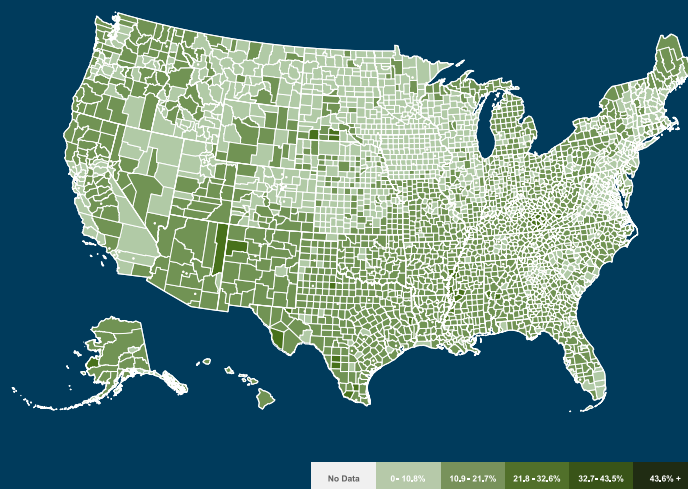 No Data 0 - 10.8% 10.9 - 21.7% 21.8 - 32.6% 32.7 - 43.5% 43.6% +